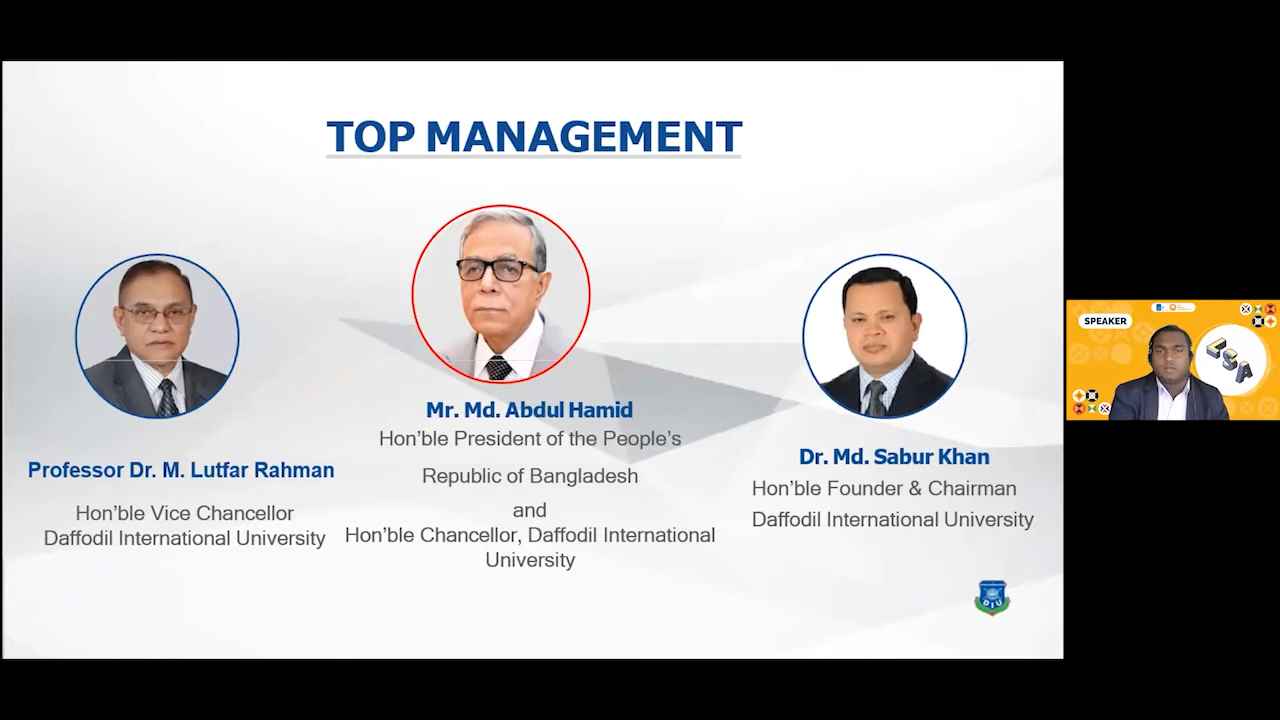 TOP MANAGEMENT
Professor Dr. M. Lutfar Rahman
Hon'ble Vice Chancellor
Daffodil International University
Mr. Md. Abdul Hamid
Hon'ble President of the People's
Republic of Bangladesh
and
Hon'ble Chancellor, Daffodil International
University
Dr. Md. Sabur Khan
Hon'ble Founder & Chairman
Daffodil International University
DIU
SPEAKER